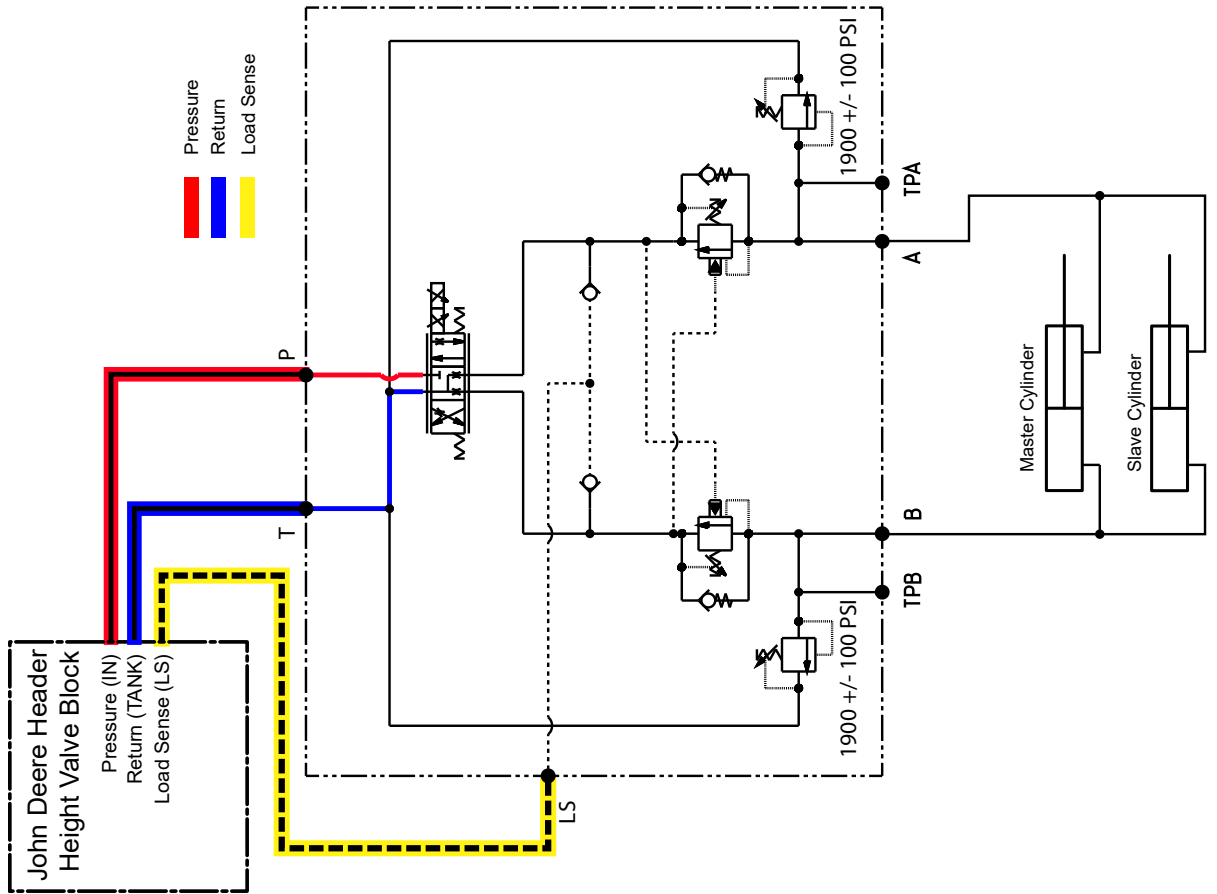 John Deere Header
Height Valve Block
Pressure (IN)
Return (TANK)
Load Sense (LS)
Pressure
Return
Load Sense
T
P
LS
1900 +/- 100 PSI
1900 +/- 100 PSI
TPB
B
A
TPA
Master Cylinder
Slave Cylinder